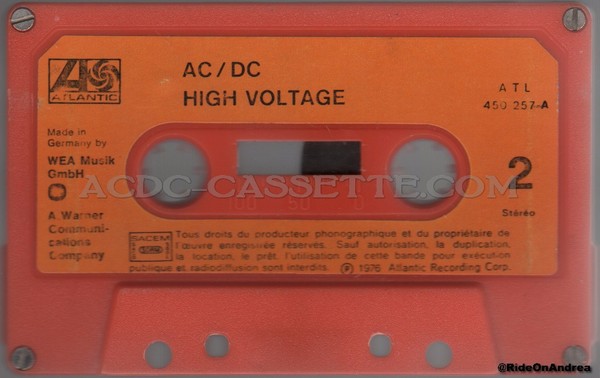 AC/DC
HIGH VOLTAGE
ATLANTIC
ATL
450 257-A
Made in
Germany by
WEA Musik
GmbH
2
Stéréo
ACDC-CASSETTE.COM
100 50 0
A Warner
Communi-
cations
Company
SACEM
Tous droits du producteur phonographique et du propriétaire de
l'œuvre enregistrée réservés. Sauf autorisation, la duplication,
la location, le prêt, l'utilisation de cette bande pour exécution
publique et radiodiffusion sont interdits. ℗ 1976 Atlantic Recording Corp.
@RideOnAndrea